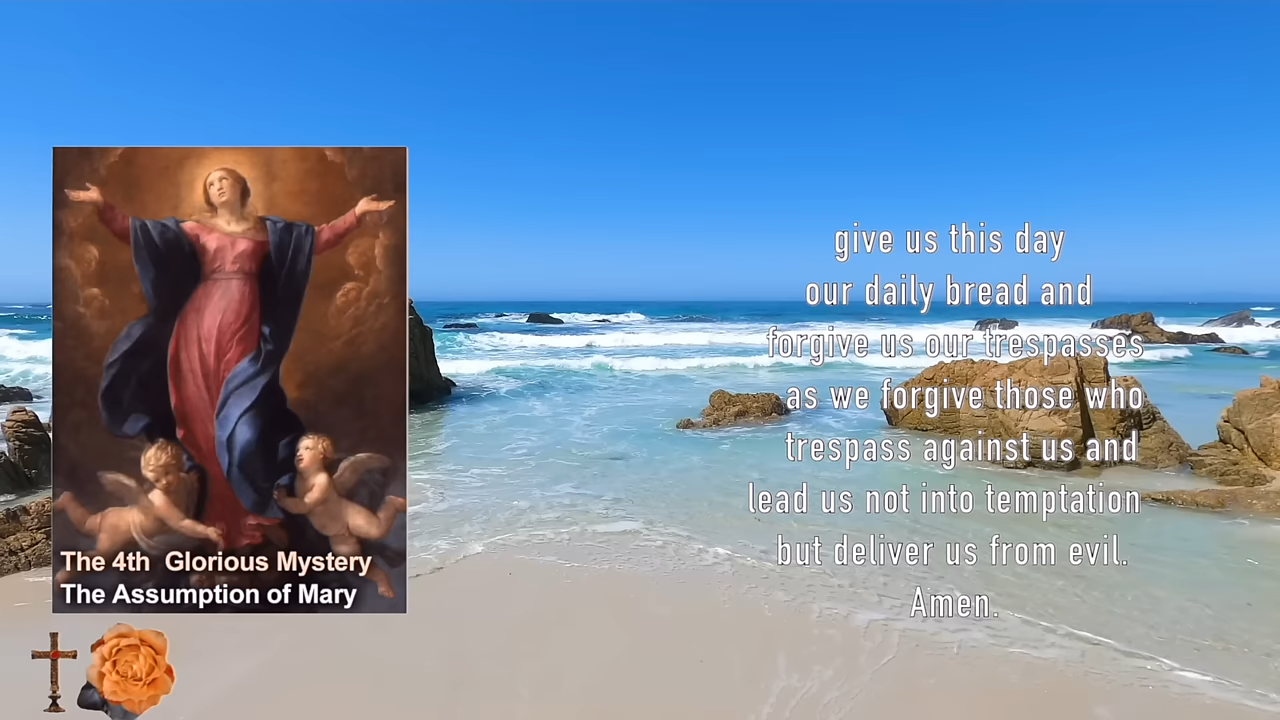 The 4th Glorious Mystery
The Assumption of Mary
give us this day
our daily bread and
forgive us our trespasses
as we forgive those who
trespass against us and
lead us not into temptation
but deliver us from evil.
Amen.